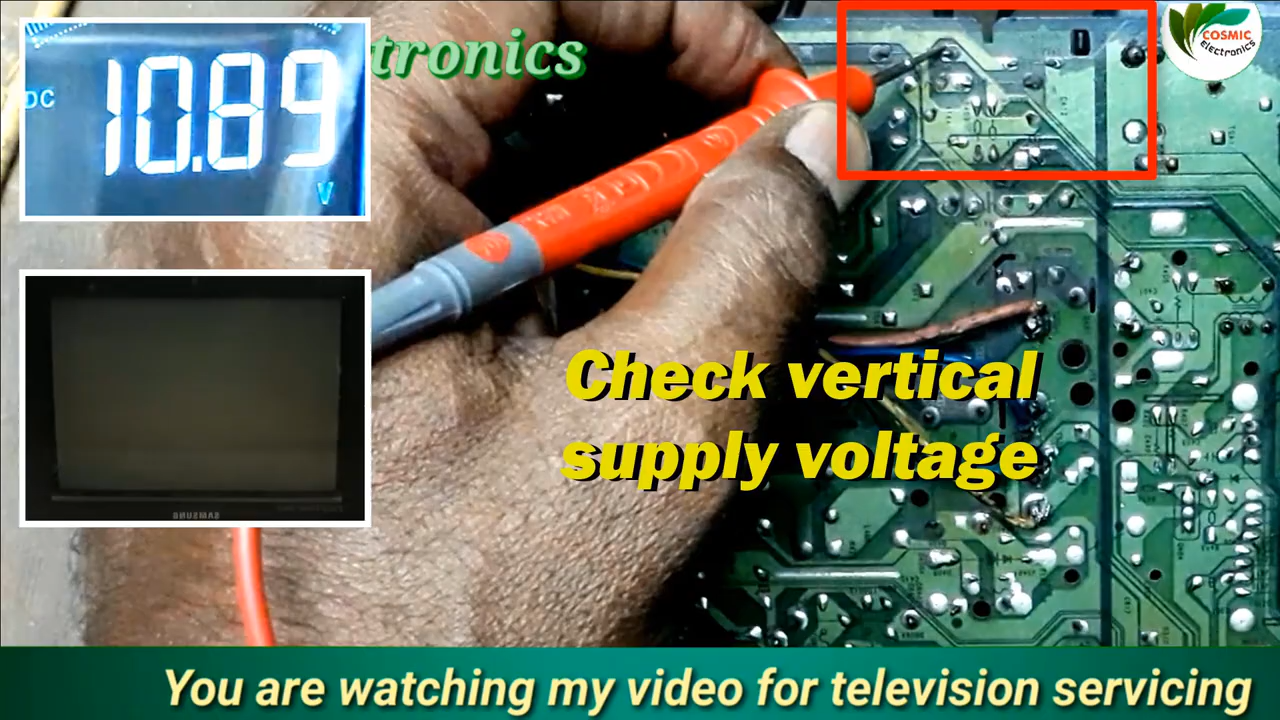 tronics
10.89
DC
V
COSMIC
electronics
Check vertical
supply voltage
SAMSUNG
You are watching my video for television servicing